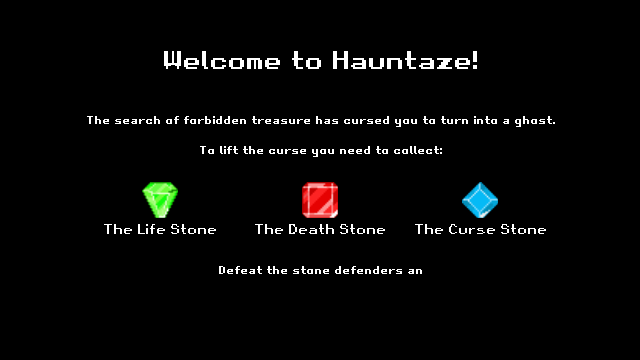 Welcome to Hauntaze!
The search of forbidden treasure has cursed you to turn into a ghost.
To lift the curse you need to collect:
The Life Stone The Death Stone The Curse Stone
Defeat the stone defenders an